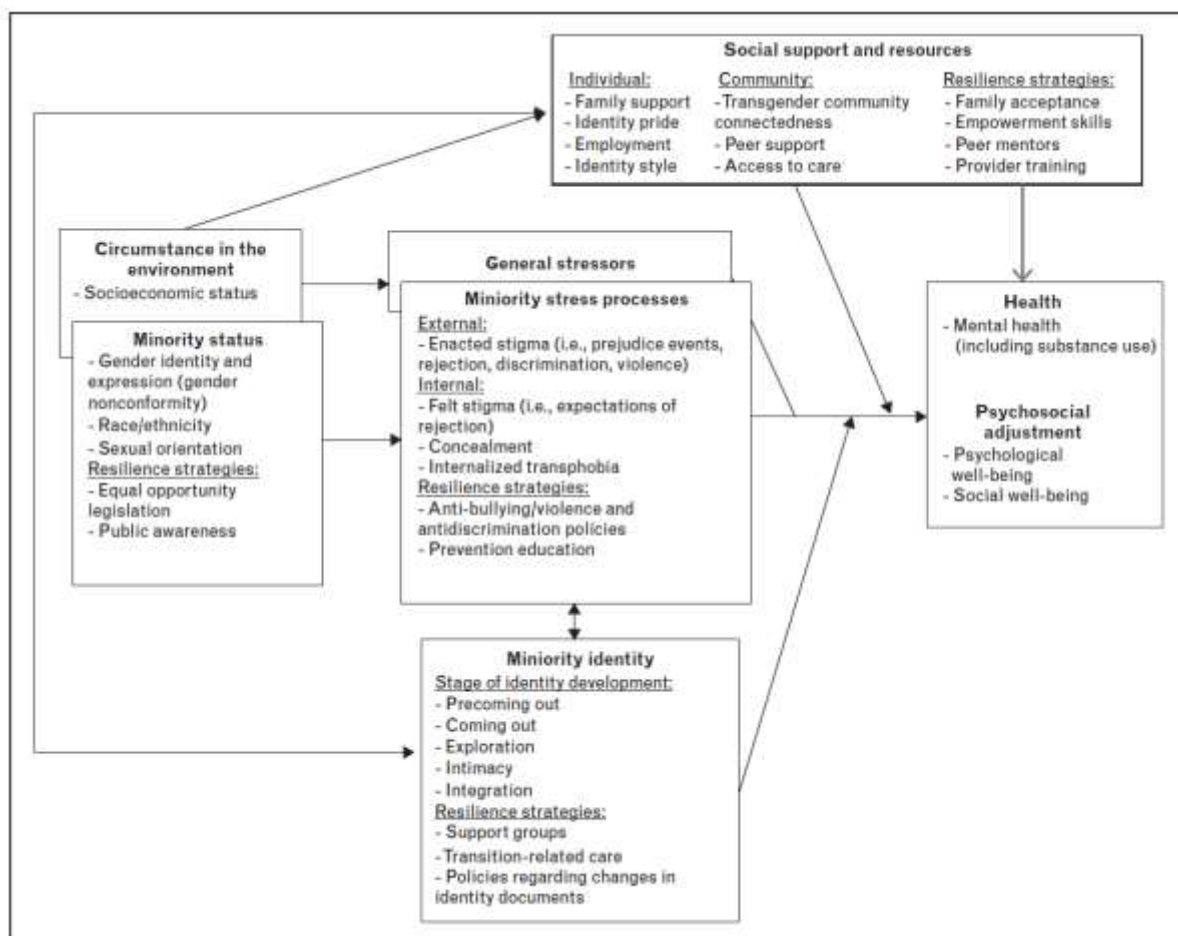 Social support and resources
Individual:
- Family support
- Identity pride
- Employment
- Identity style
Community:
- Transgender community
connectedness
- Peer support
- Access to care
Resilience strategies:
- Family acceptance
- Empowerment skills
- Peer mentors
- Provider training
Circumstance in the
environment
- Socioeconomic status
Minority status
- Gender identity and
expression (gender
nonconformity)
- Race/ethnicity
- Sexual orientation
Resilience strategies:
- Equal opportunity
legislation
- Public awareness
General stressors
Miniority stress processes
External:
- Enacted stigma (i.e., prejudice events,
rejection, discrimination, violence)
Internal:
- Felt stigma (i.e., expectations of
rejection)
- Concealment
- Internalized transphobia
Resilience strategies:
- Anti-bullying/violence and
antidiscrimination policies
- Prevention education
Health
- Mental health
(including substance use)
Psychosocial
adjustment
- Psychological
well-being
- Social well-being
Miniority identity
Stage of identity development:
- Precoming out
- Coming out
- Exploration
- Intimacy
- Integration
Resilience strategies:
- Support groups
- Transition-related care
- Policies regarding changes in
identity documents